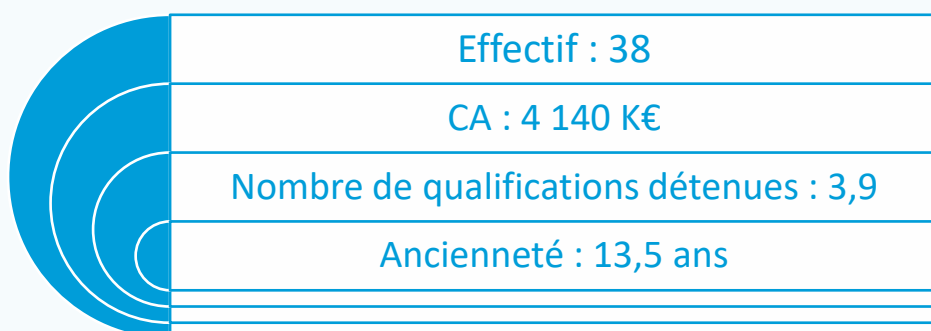 Effectif : 38
CA : 4 140 K€
Nombre de qualifications détenues : 3,9
Ancienneté : 13,5 ans